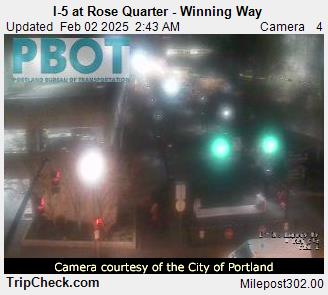 I-5 at Rose Quarter - Winning Way
Updated Feb 02 2025 2:43 AM Camera 4
PBOT
PORTLAND BUREAU OF TRANSPORTATION
Camera courtesy of the City of Portland
TripCheck.com Milepost302.00